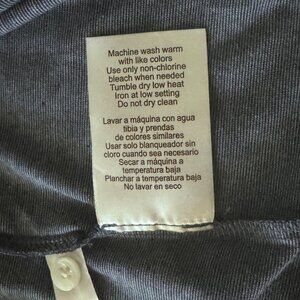 Machine wash warm
with like colors
Use only non-chlorine
bleach when needed
Tumble dry low heat
Iron at low setting
Do not dry clean
Lavar a máquina con agua
tibia y prendas
de colores similares
Usar solo blanqueador sin
cloro cuando sea necesario
Secar a máquina a
temperatura baja
Planchar a temperatura baja
No lavar en seco